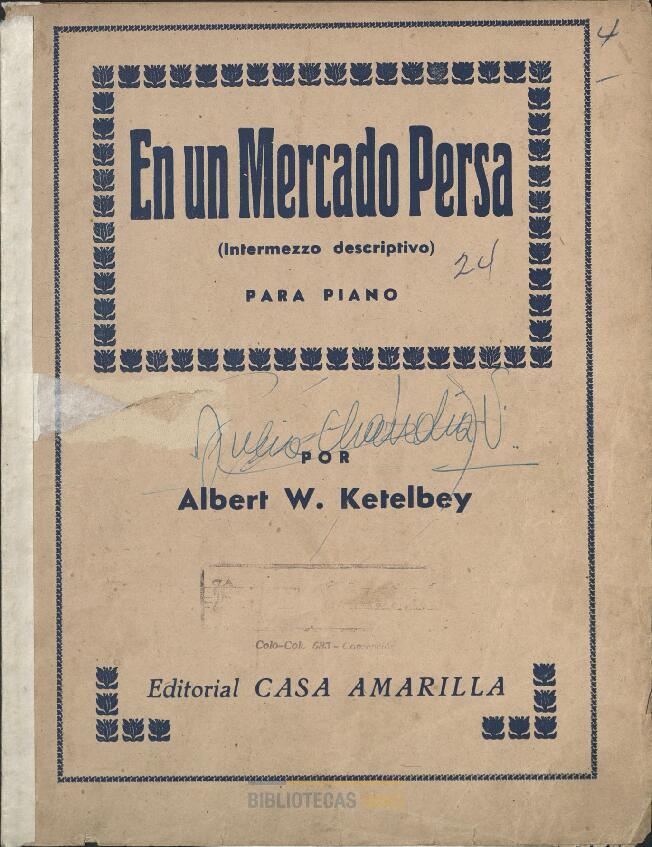 4
En un Mercado Persa
(Intermezzo descriptivo)
24
PARA PIANO
POR
Albert W. Ketelbey
Colo-Colo 683 - Concepción
Editorial CASA AMARILLA
BIBLIOTECAS